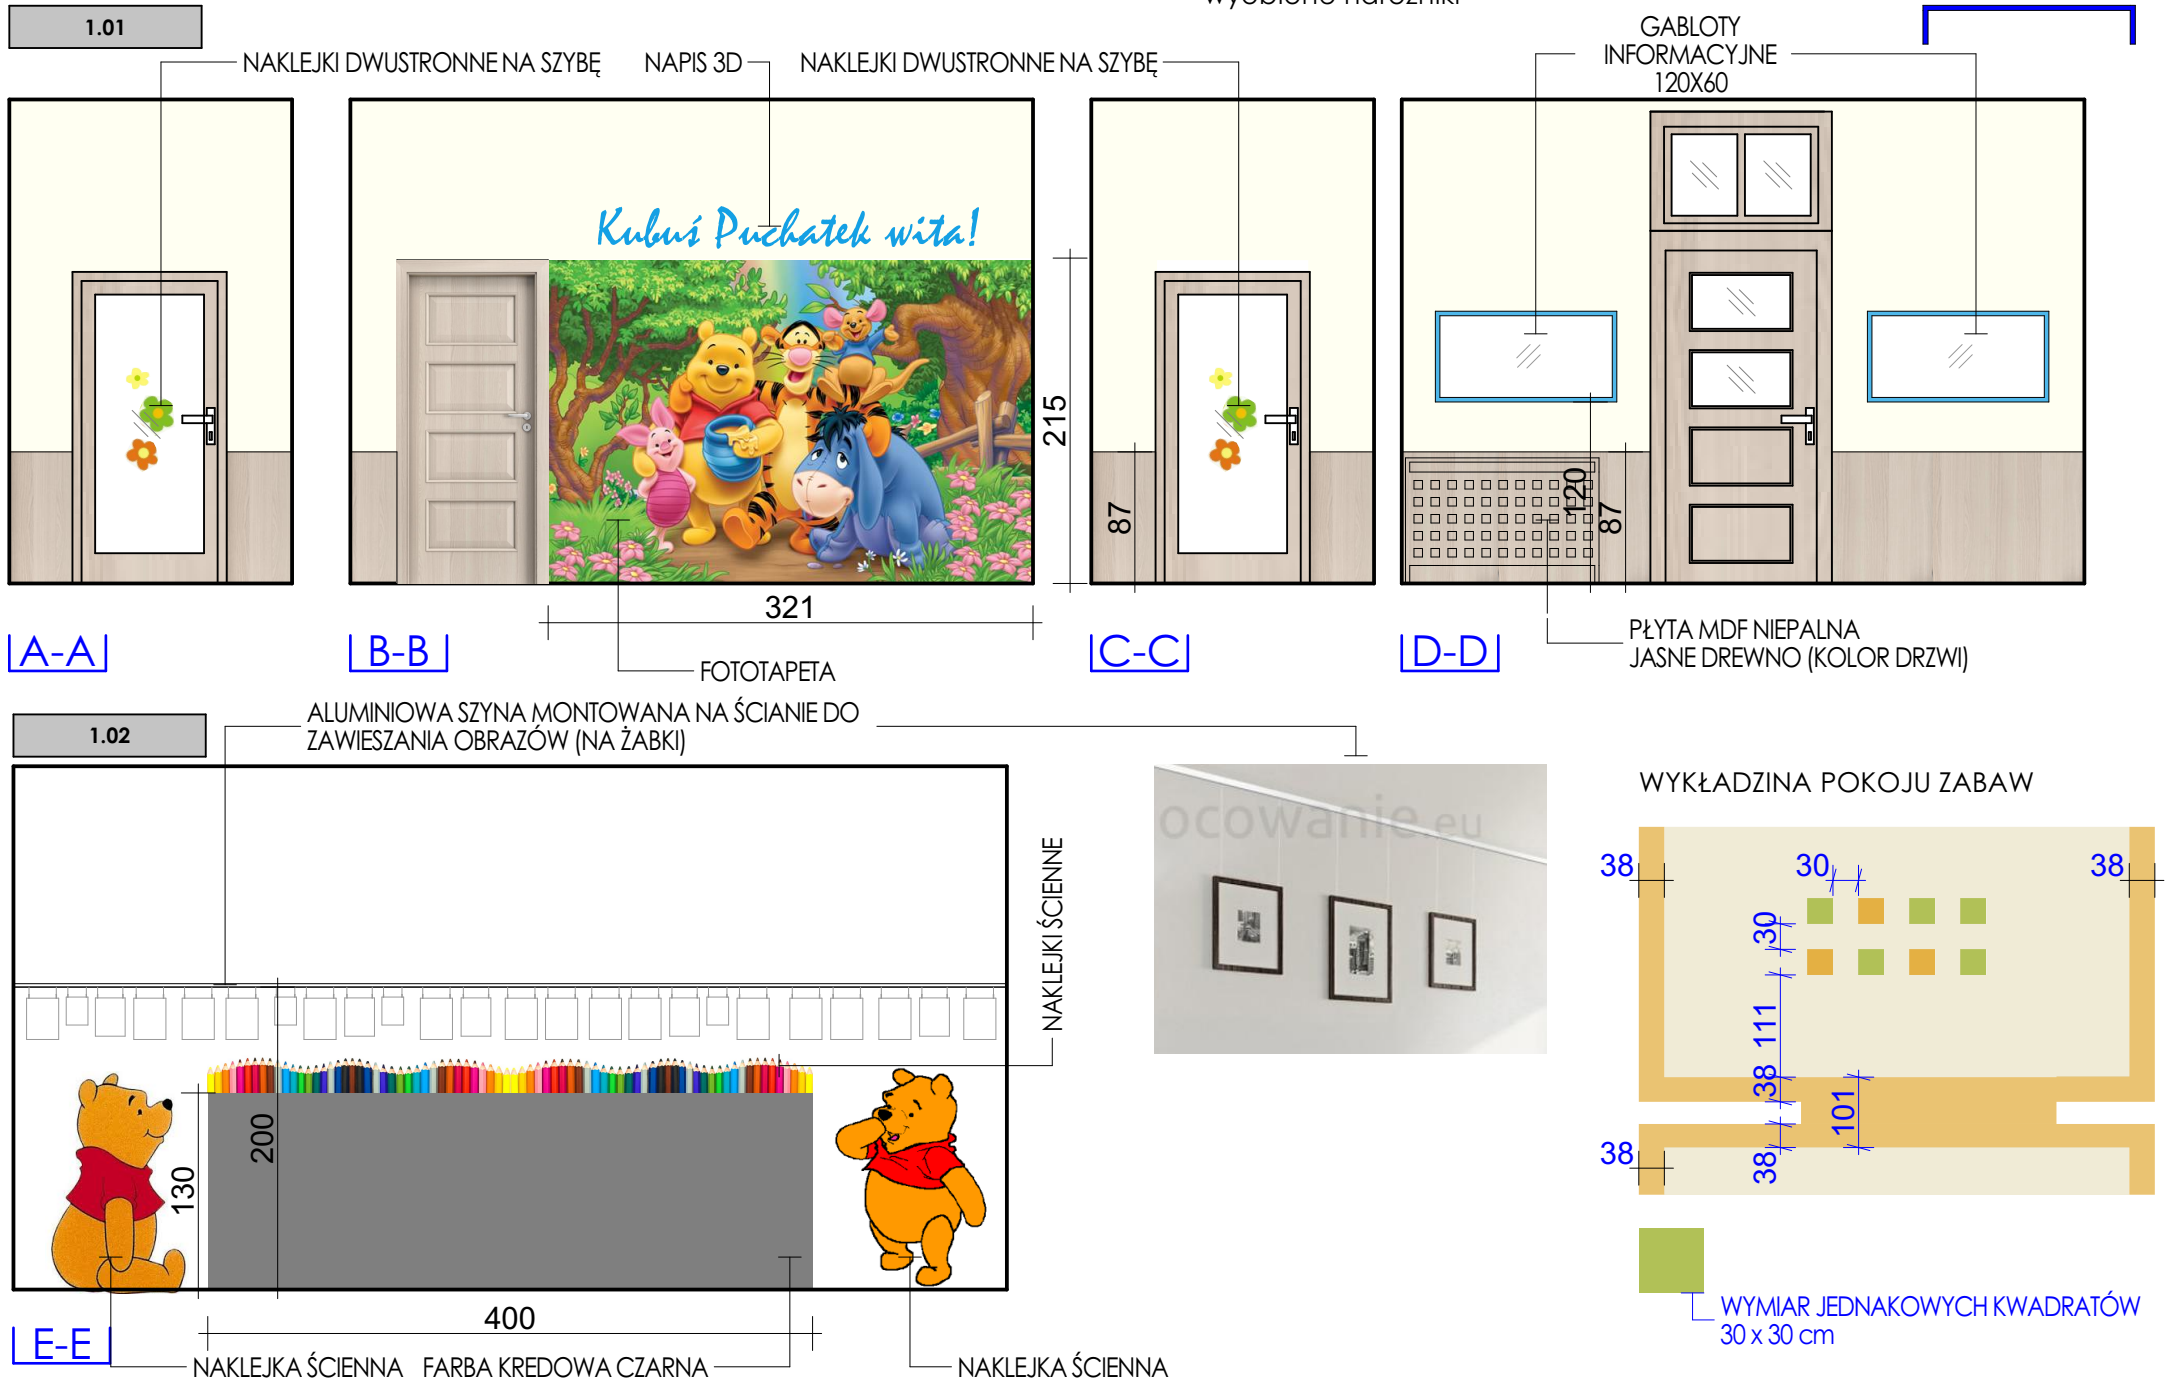 1.01
NAKLEJKI DWUSTRONNE NA SZYBĘ
NAPIS 3D
NAKLEJKI DWUSTRONNE NA SZYBĘ
GABLOTY
INFORMACYJNE
120X60
Kubuś Puchatek wita!
215
87
120
87
321
A-A
B-B
C-C
D-D
FOTOTAPETA
PŁYTA MDF NIEPALNA
JASNE DREWNO (KOLOR DRZWI)
1.02
ALUMINIOWA SZYNA MONTOWANA NA ŚCIANIE DO
ZAWIESZANIA OBRAZÓW (NA ŻABKI)
NAKLEJKI ŚCIENNE
ocowanie.eu
WYKŁADZINA POKOJU ZABAW
38
30
38
30
111
38
101
38
38
130
200
400
E-E
NAKLEJKA ŚCIENNA
FARBA KREDOWA CZARNA
NAKLEJKA ŚCIENNA
WYMIAR JEDNAKOWYCH KWADRATÓW
30 x 30 cm